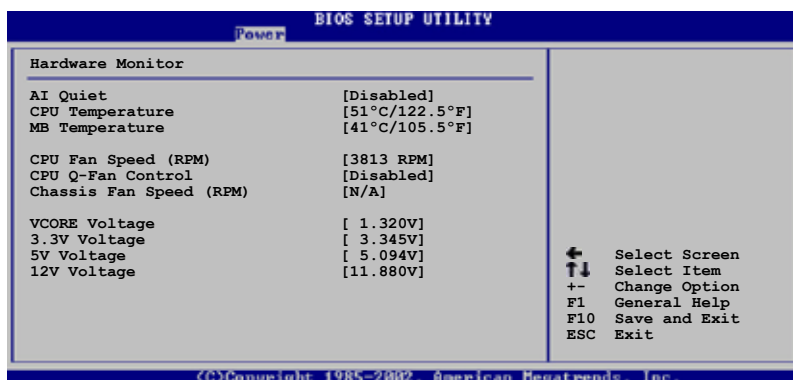 BIOS SETUP UTILITY
Power
Hardware Monitor
AI Quiet [Disabled]
CPU Temperature [51°C/122.5°F]
MB Temperature [41°C/105.5°F]
CPU Fan Speed (RPM) [3813 RPM]
CPU Q-Fan Control [Disabled]
Chassis Fan Speed (RPM) [N/A]
VCORE Voltage [ 1.320V]
3.3V Voltage [ 3.345V]
5V Voltage [ 5.094V]
12V Voltage [11.880V]
← Select Screen
↑↓ Select Item
+- Change Option
F1 General Help
F10 Save and Exit
ESC Exit
(C)Copyright 1985-2002, American Megatrends, Inc.